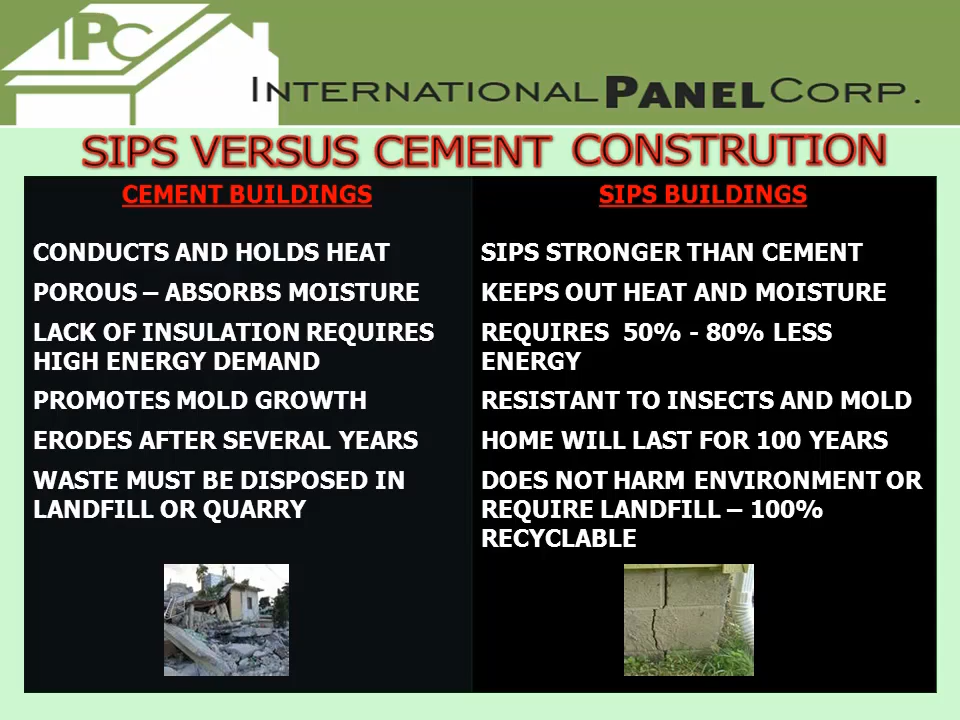 IPC
INTERNATIONAL PANEL CORP.
SIPS VERSUS CEMENT CONSTRUTION
CEMENT BUILDINGS
CONDUCTS AND HOLDS HEAT
POROUS – ABSORBS MOISTURE
LACK OF INSULATION REQUIRES
HIGH ENERGY DEMAND
PROMOTES MOLD GROWTH
ERODES AFTER SEVERAL YEARS
WASTE MUST BE DISPOSED IN
LANDFILL OR QUARRY
SIPS BUILDINGS
SIPS STRONGER THAN CEMENT
KEEPS OUT HEAT AND MOISTURE
REQUIRES 50% - 80% LESS
ENERGY
RESISTANT TO INSECTS AND MOLD
HOME WILL LAST FOR 100 YEARS
DOES NOT HARM ENVIRONMENT OR
REQUIRE LANDFILL – 100%
RECYCLABLE